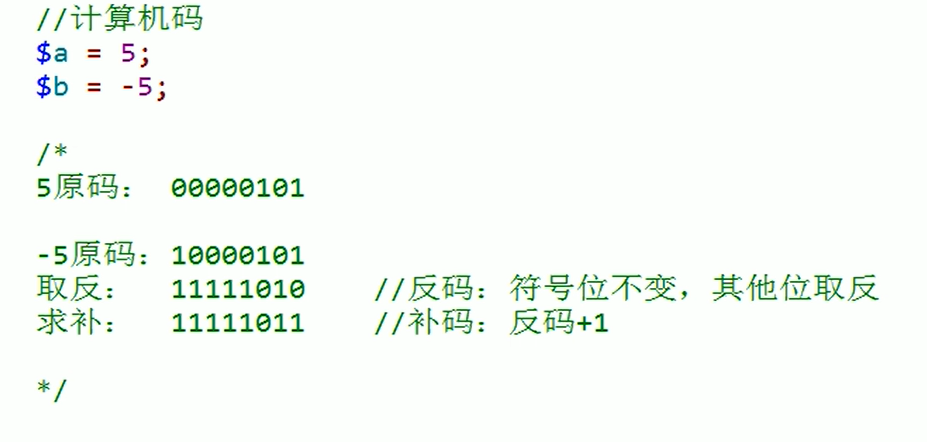 //计算机码
$a = 5;
$b = -5;
/*
5原码： 00000101
-5原码：10000101
取反： 11111010 //反码：符号位不变，其他位取反
求补： 11111011 //补码：反码+1
*/